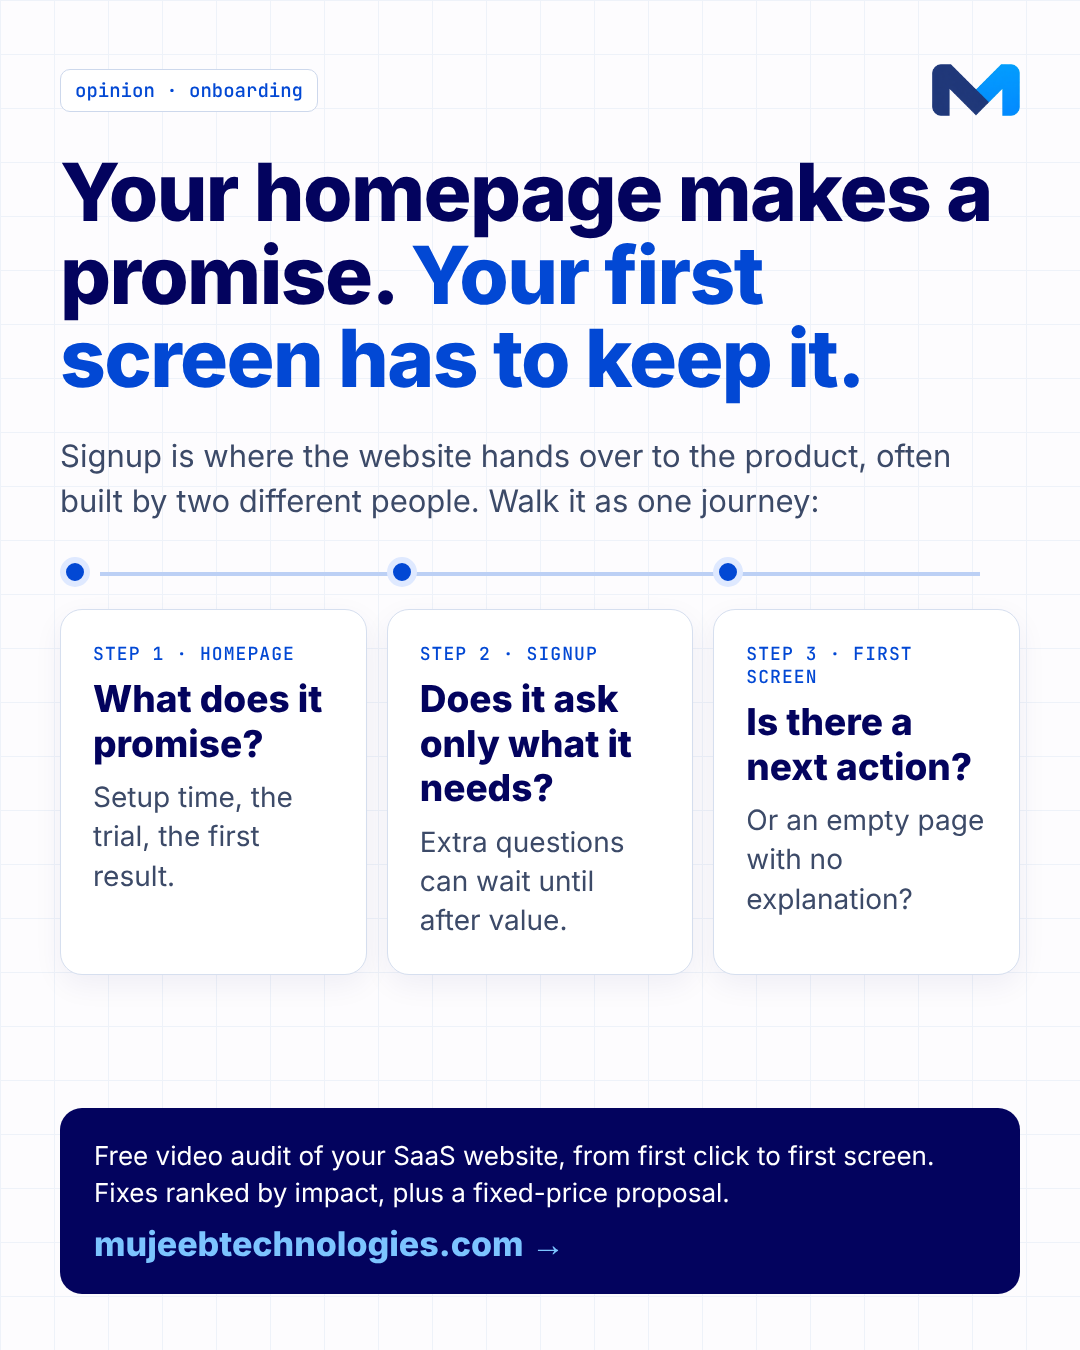 opinion · onboarding
Your homepage makes a
promise. Your first
screen has to keep it.
Signup is where the website hands over to the product, often
built by two different people. Walk it as one journey:
STEP 1 · HOMEPAGE
What does it
promise?
Setup time, the
trial, the first
result.
STEP 2 · SIGNUP
Does it ask
only what it
needs?
Extra questions
can wait until
after value.
STEP 3 · FIRST
SCREEN
Is there a
next action?
Or an empty page
with no
explanation?
Free video audit of your SaaS website, from first click to first screen.
Fixes ranked by impact, plus a fixed-price proposal.
mujeebtechnologies.com →